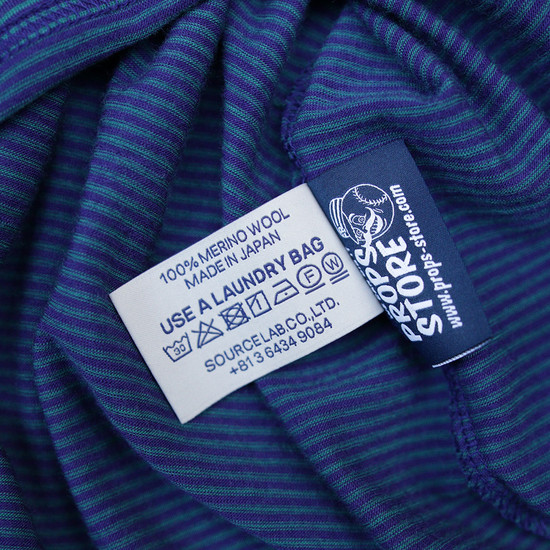 100% MERINO WOOL
MADE IN JAPAN
USE A LAUNDRY BAG
30 F W
SOURCE LAB.CO.,LTD.
+81 3 6434 9084
PROPS
STORE
www.props-store.com